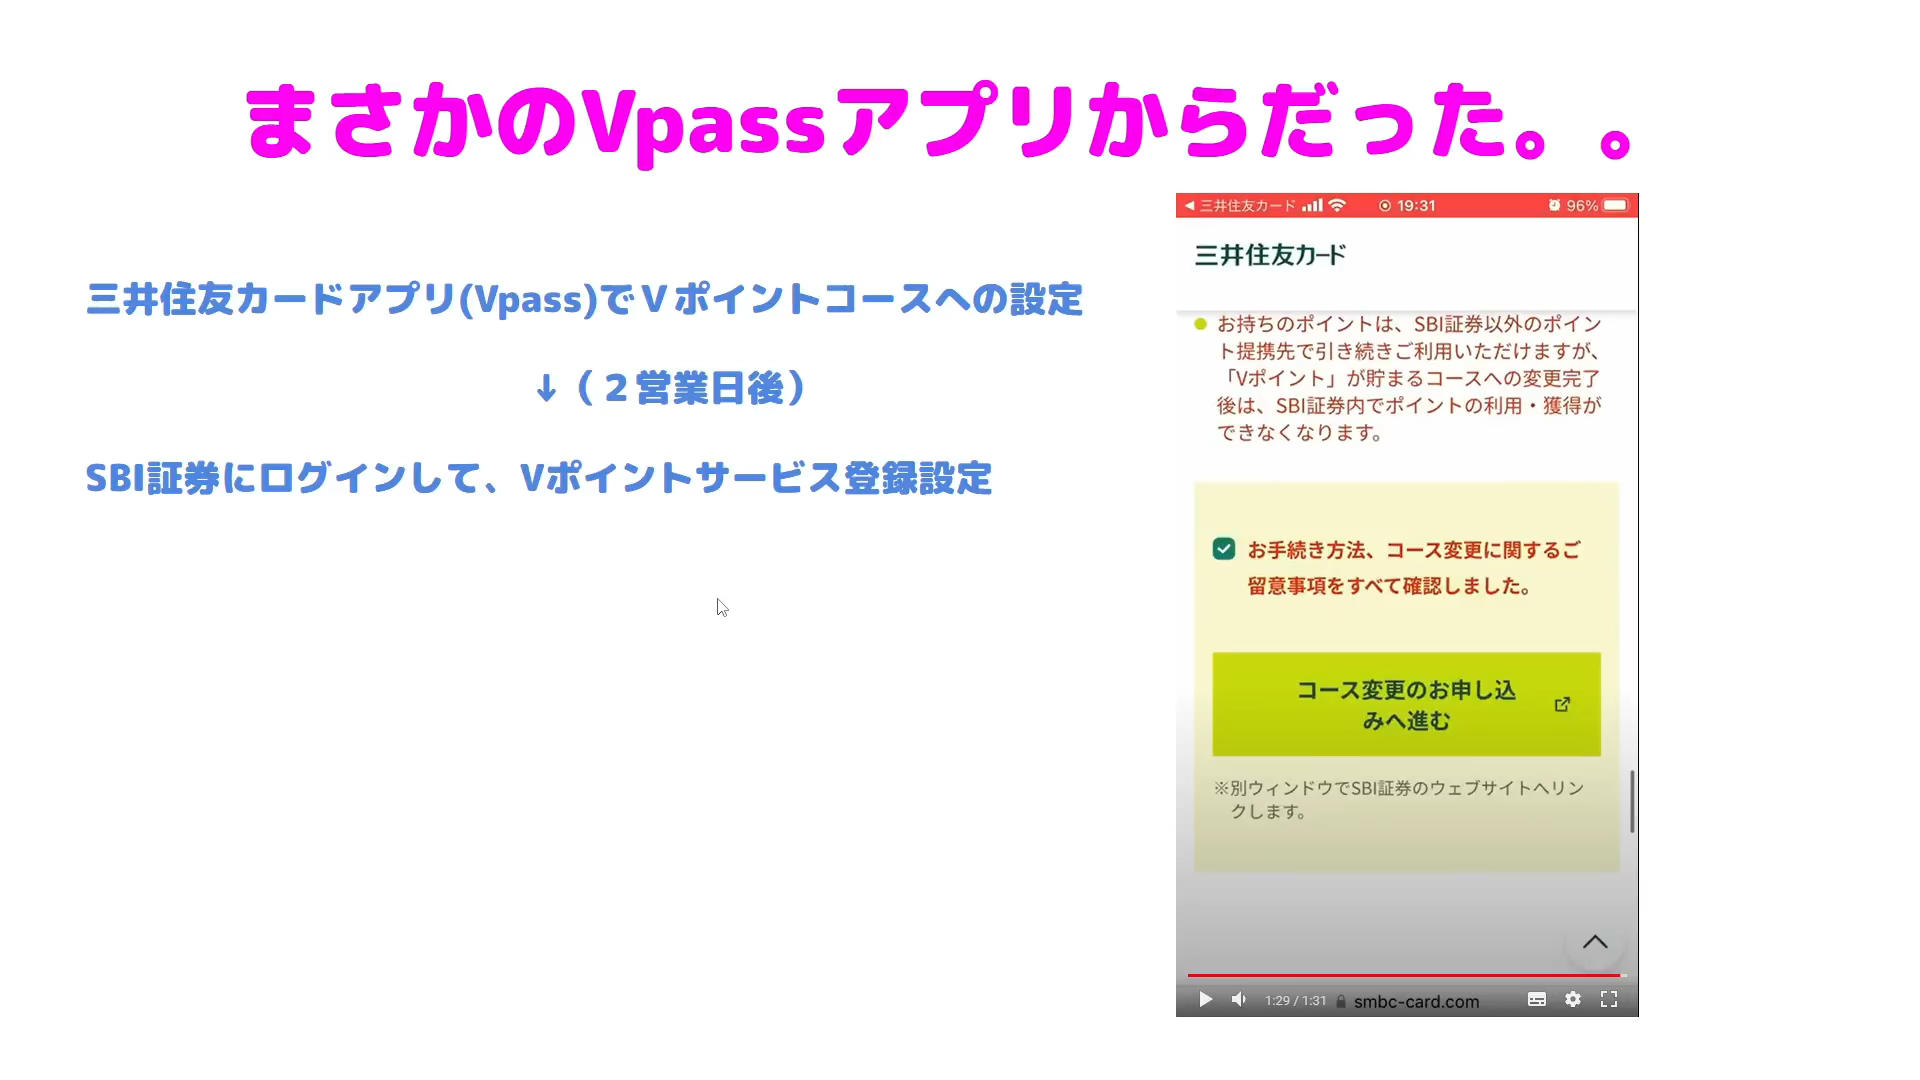 まさかのVpassアプリからだった。。
三井住友カードアプリ(Vpass)でＶポイントコースへの設定
↓（２営業日後）
SBI証券にログインして、Vポイントサービス登録設定
◀ 三井住友カード 19:31 96%
三井住友カード
お持ちのポイントは、SBI証券以外のポイン
ト提携先で引き続きご利用いただけますが、
「Vポイント」が貯まるコースへの変更完了
後は、SBI証券内でポイントの利用・獲得が
できなくなります。
お手続き方法、コース変更に関するご
留意事項をすべて確認しました。
コース変更のお申し込
みへ進む
※別ウィンドウでSBI証券のウェブサイトへリン
クします。
1:29 / 1:31 smbc-card.com